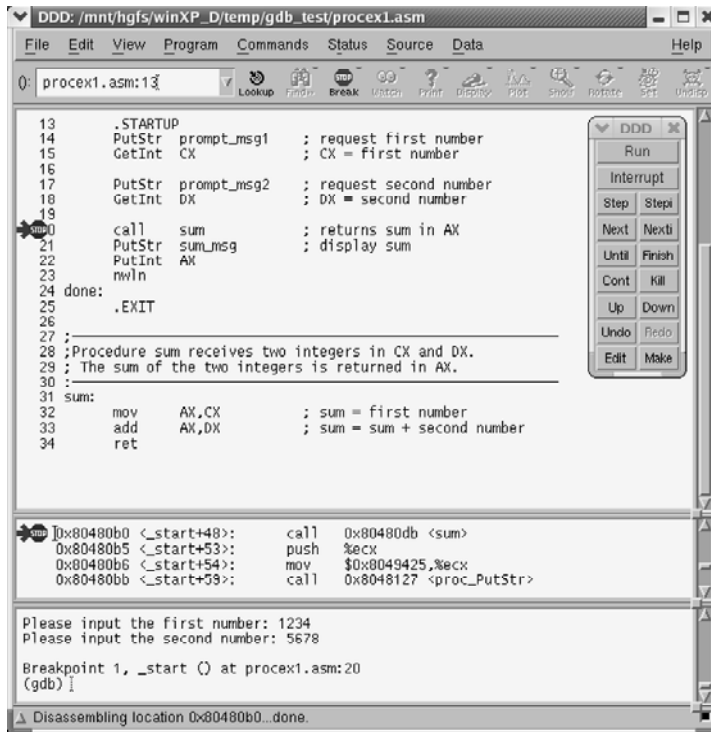 DDD: /mnt/hgfs/winXP_D/temp/gdb_test/procex1.asm
File Edit View Program Commands Status Source Data Help
(): procex1.asm:13
Lookup Find» Break Watch Print Display Plot Show Rotate Set Undisp
13 .STARTUP
14 PutStr prompt_msg1 ; request first number
15 GetInt CX ; CX = first number
16
17 PutStr prompt_msg2 ; request second number
18 GetInt DX ; DX = second number
19
STOP 0 call sum ; returns sum in AX
21 PutStr sum_msg ; display sum
22 PutInt AX
23 nwln
24 done:
25 .EXIT
26
27 ;
28 ;Procedure sum receives two integers in CX and DX.
29 ; The sum of the two integers is returned in AX.
30 ;
31 sum:
32 mov AX,CX ; sum = first number
33 add AX,DX ; sum = sum + second number
34 ret
DDD
Run
Interrupt
Step Stepi
Next Nexti
Until Finish
Cont Kill
Up Down
Undo Redo
Edit Make
STOP 0x80480b0 <_start+48>: call 0x80480db <sum>
0x80480b5 <_start+53>: push %ecx
0x80480b6 <_start+54>: mov $0x8049425,%ecx
0x80480bb <_start+59>: call 0x8048127 <proc_PutStr>
Please input the first number: 1234
Please input the second number: 5678
Breakpoint 1, _start () at procex1.asm:20
(gdb)
Disassembling location 0x80480b0...done.